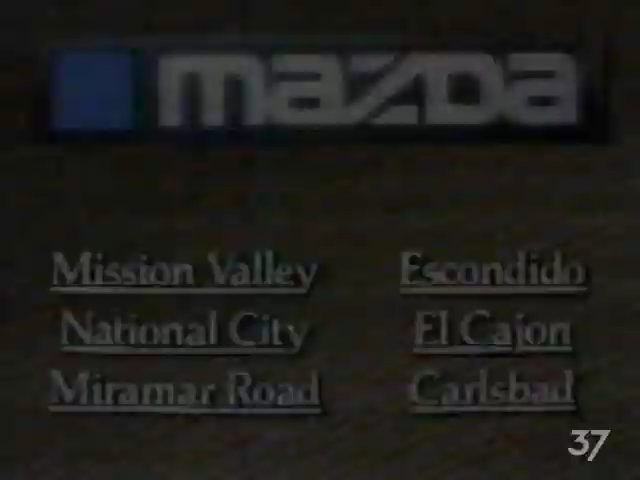 mazda
Mission Valley
Escondido
National City
El Cajon
Miramar Road
Carlsbad
37